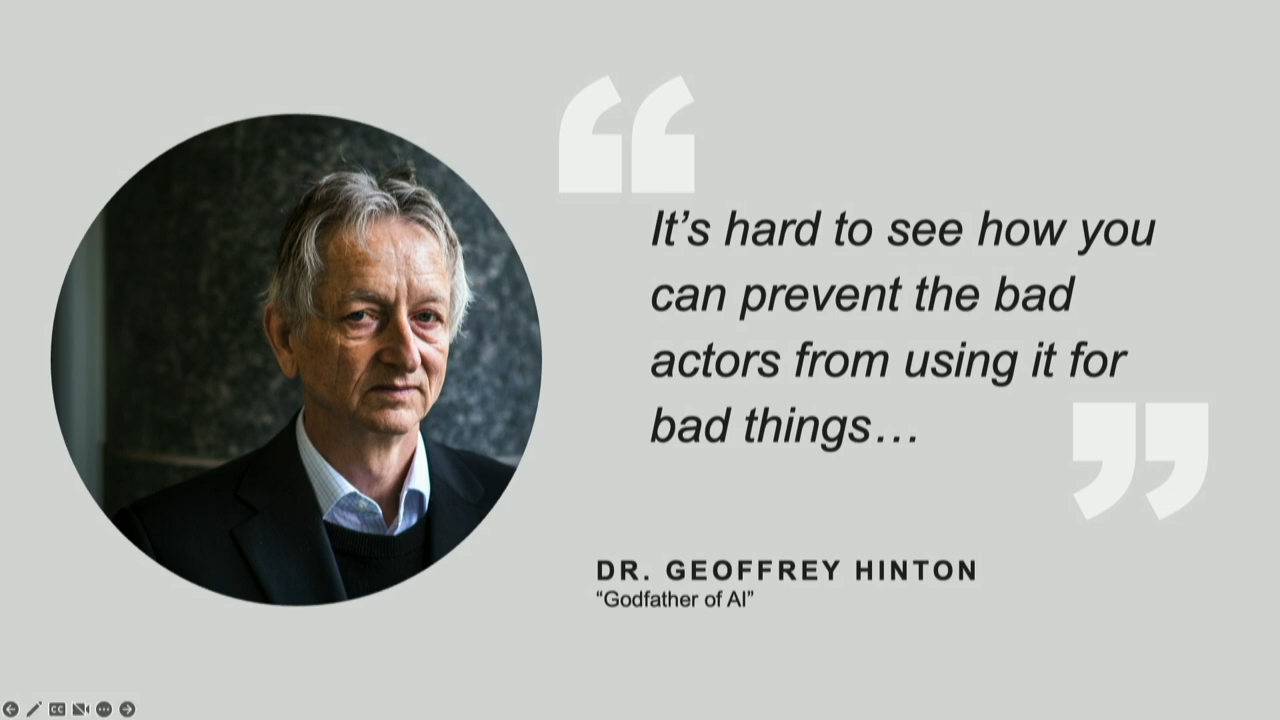 It’s hard to see how you
can prevent the bad
actors from using it for
bad things…
DR. GEOFFREY HINTON
“Godfather of AI”
CC